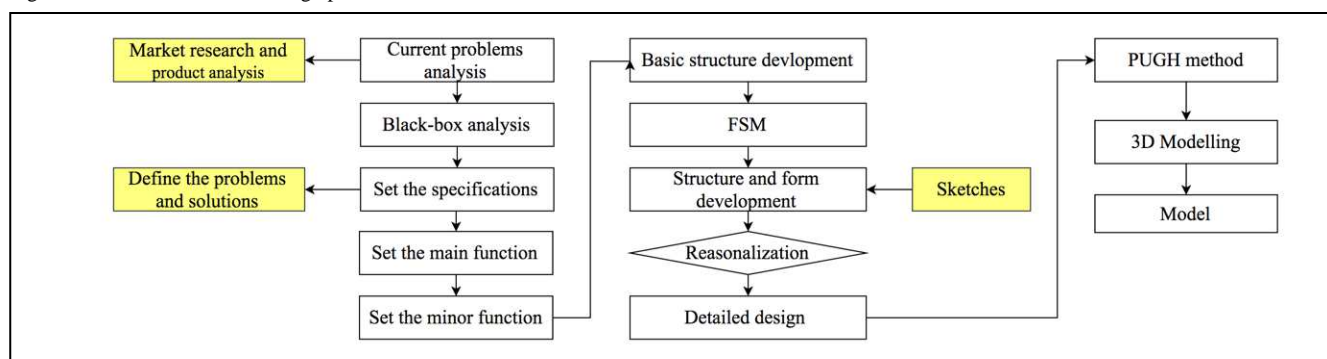 Market research and
product analysis
Current problems
analysis
Black-box analysis
Define the problems
and solutions
Set the specifications
Set the main function
Set the minor function
Basic structure devlopment
FSM
Structure and form
development
Sketches
Reasonalization
Detailed design
PUGH method
3D Modelling
Model